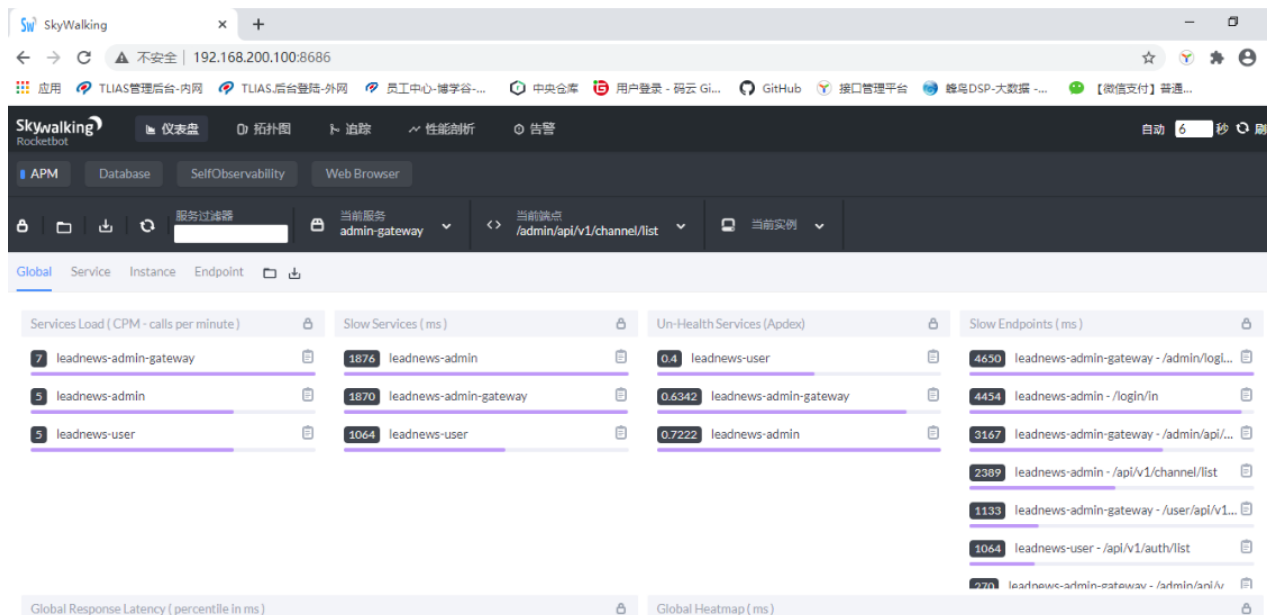 SkyWalking
不安全 192.168.200.100:8686
应用 TLIAS管理后台-内网 TLIAS.后台登陆-外网 员工中心-博学谷-... 中央仓库 用户登录 - 码云 Gi... GitHub 接口管理平台 蜂鸟DSP-大数据 -... 【微信支付】普通...
Skywalking
Rocketbot
仪表盘 拓扑图 追踪 性能剖析 告警 自动 6 秒 刷
APM Database SelfObservability Web Browser
服务过滤器 当前服务 当前端点 当前实例
admin-gateway /admin/api/v1/channel/list
Global Service Instance Endpoint
Services Load ( CPM - calls per minute ) Slow Services ( ms ) Un-Health Services (Apdex) Slow Endpoints ( ms )
7 leadnews-admin-gateway 1876 leadnews-admin 0.4 leadnews-user 4650 leadnews-admin-gateway - /admin/logi...
5 leadnews-admin 1870 leadnews-admin-gateway 0.6342 leadnews-admin-gateway 4454 leadnews-admin - /login/in
5 leadnews-user 1064 leadnews-user 0.7222 leadnews-admin 3167 leadnews-admin-gateway - /admin/api/...
2389 leadnews-admin - /api/v1/channel/list
1133 leadnews-admin-gateway - /user/api/v1...
1064 leadnews-user - /api/v1/auth/list
270 leadnews-admin-gateway - /admin/api/v
Global Response Latency ( percentile in ms ) Global Heatmap ( ms )